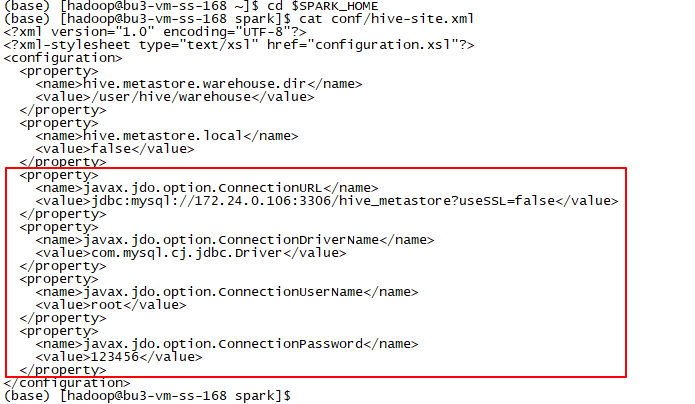 (base) [hadoop@bu3-vm-ss-168 ~]$ cd $SPARK_HOME
(base) [hadoop@bu3-vm-ss-168 spark]$ cat conf/hive-site.xml
<?xml version="1.0" encoding="UTF-8"?>
<?xml-stylesheet type="text/xsl" href="configuration.xsl"?>
<configuration>
  <property>
    <name>hive.metastore.warehouse.dir</name>
    <value>/user/hive/warehouse</value>
  </property>
  <property>
    <name>hive.metastore.local</name>
    <value>false</value>
  </property>
  <property>
    <name>javax.jdo.option.ConnectionURL</name>
    <value>jdbc:mysql://172.24.0.106:3306/hive_metastore?useSSL=false</value>
  </property>
  <property>
    <name>javax.jdo.option.ConnectionDriverName</name>
    <value>com.mysql.cj.jdbc.Driver</value>
  </property>
  <property>
    <name>javax.jdo.option.ConnectionUserName</name>
    <value>root</value>
  </property>
  <property>
    <name>javax.jdo.option.ConnectionPassword</name>
    <value>123456</value>
  </property>
</configuration>
(base) [hadoop@bu3-vm-ss-168 spark]$